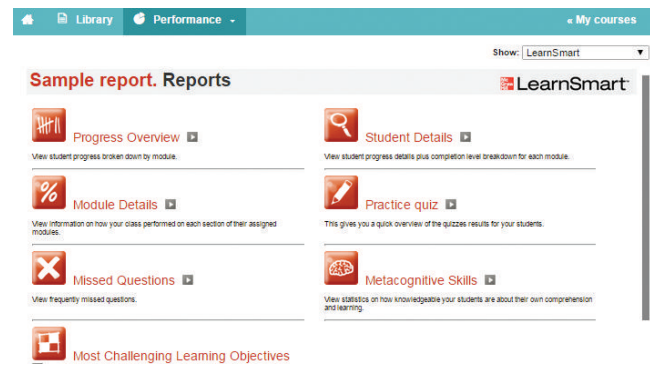 Library Performance « My courses
Show: LearnSmart
Sample report. Reports
LearnSmart
Progress Overview
View student progress broken down by module.
Student Details
View student progress details plus completion level breakdown for each module.
%
Module Details
View information on how your class performed on each section of their assigned
modules.
Practice quiz
This gives you a quick overview of the quizzes results for your students.
Missed Questions
View frequently missed questions.
Metacognitive Skills
View statistics on how knowledgeable your students are about their own comprehension
and learning.
Most Challenging Learning Objectives